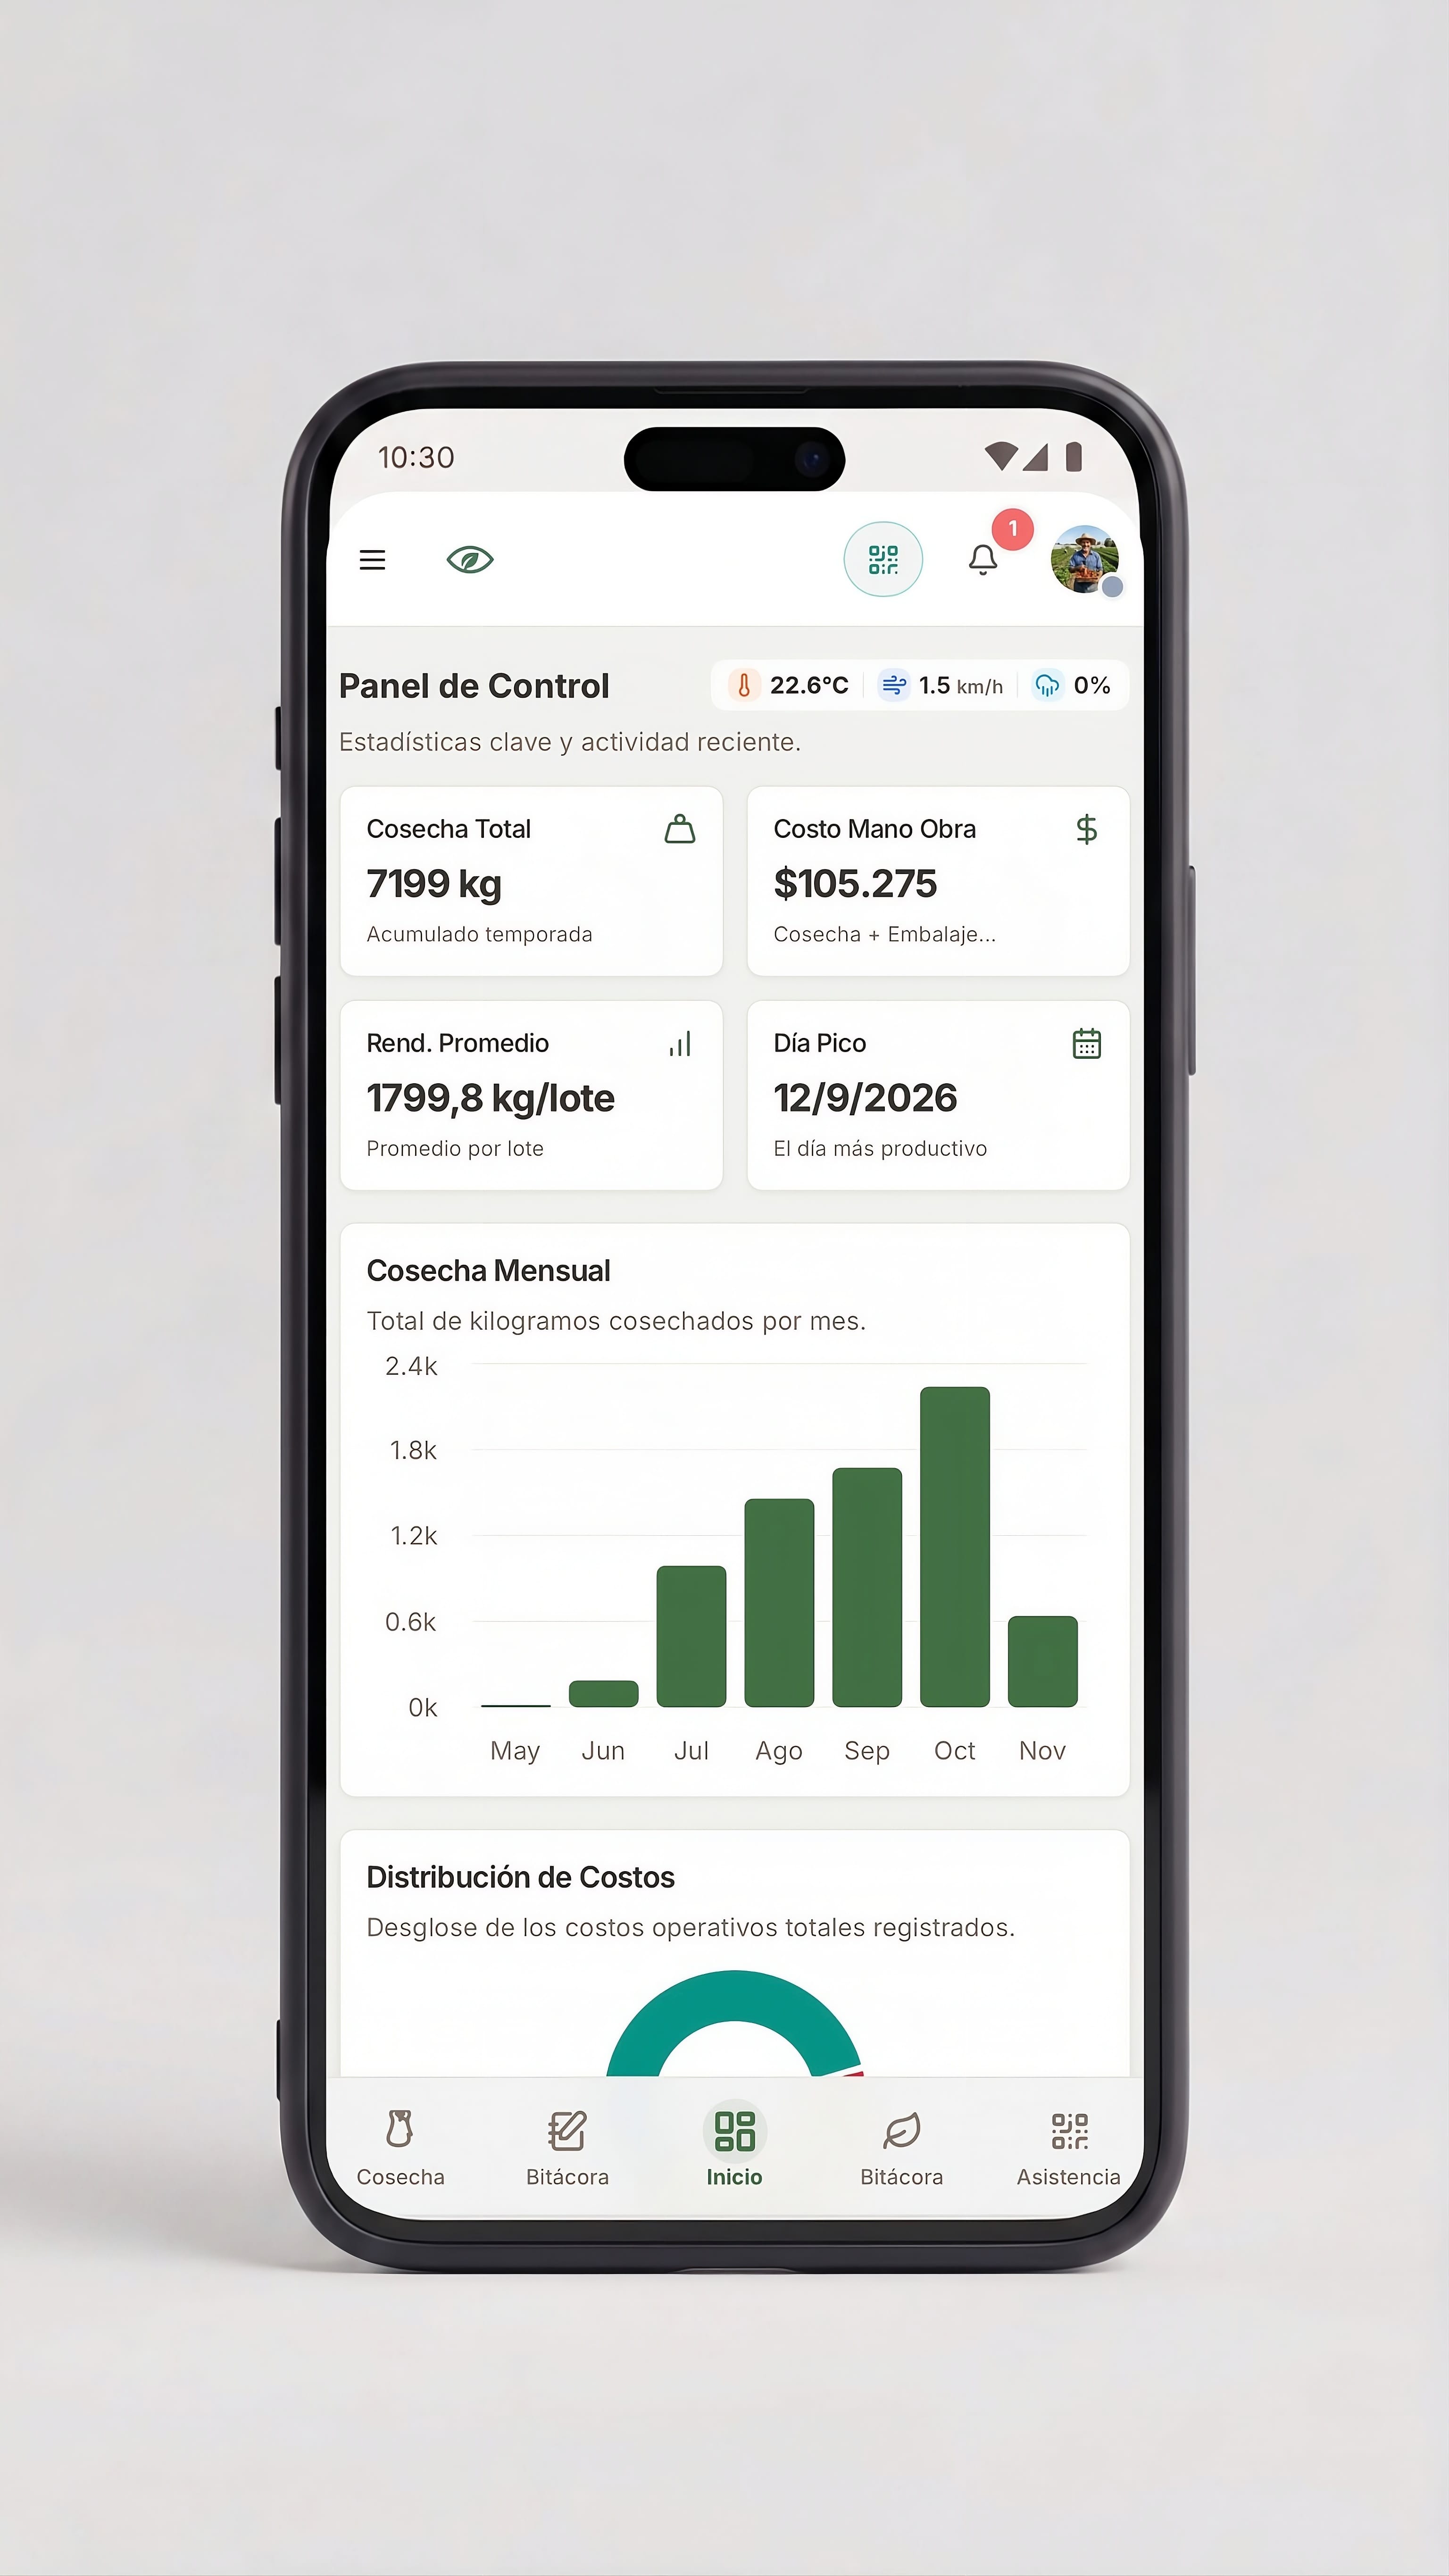 10:30
1
Panel de Control
22.6°C 1.5 km/h 0%
Estadísticas clave y actividad reciente.
Cosecha Total
7199 kg
Acumulado temporada
Costo Mano Obra
$105.275
Cosecha + Embalaje...
Rend. Promedio
1799,8 kg/lote
Promedio por lote
Día Pico
12/9/2026
El día más productivo
Cosecha Mensual
Total de kilogramos cosechados por mes.
2.4k
1.8k
1.2k
0.6k
0k
May Jun Jul Ago Sep Oct Nov
Distribución de Costos
Desglose de los costos operativos totales registrados.
Cosecha Bitácora Inicio Bitácora Asistencia